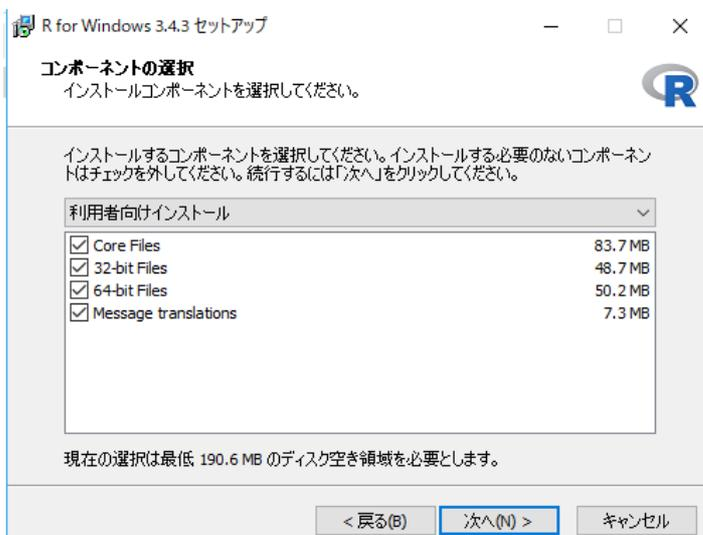 R for Windows 3.4.3 セットアップ
コンポーネントの選択
インストールコンポーネントを選択してください。
R
インストールするコンポーネントを選択してください。インストールする必要のないコンポーネン
トはチェックを外してください。続行するには「次へ」をクリックしてください。
利用者向けインストール
Core Files 83.7 MB
32-bit Files 48.7 MB
64-bit Files 50.2 MB
Message translations 7.3 MB
現在の選択は最低 190.6 MB のディスク空き領域を必要とします。
< 戻る(B) 次へ(N) > キャンセル